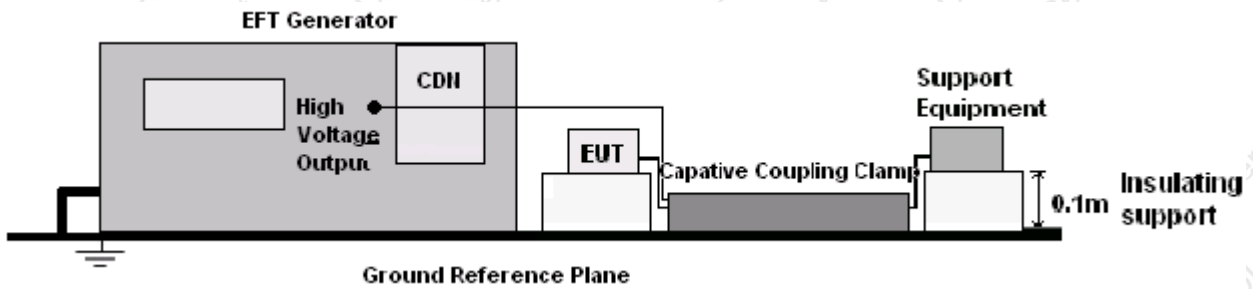 EFT Generator
CDN
High
Voltage
Output
Support
Equipment
EUT
Capative Coupling Clamp
0.1m
Insulating
support
Ground Reference Plane